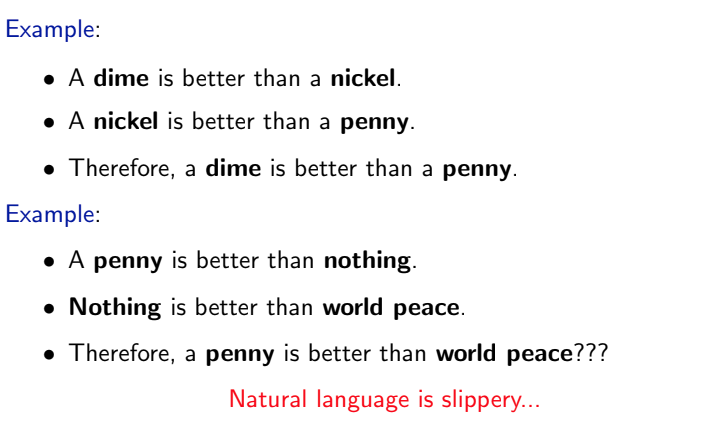 Example:
• A dime is better than a nickel.
• A nickel is better than a penny.
• Therefore, a dime is better than a penny.
Example:
• A penny is better than nothing.
• Nothing is better than world peace.
• Therefore, a penny is better than world peace???
Natural language is slippery...